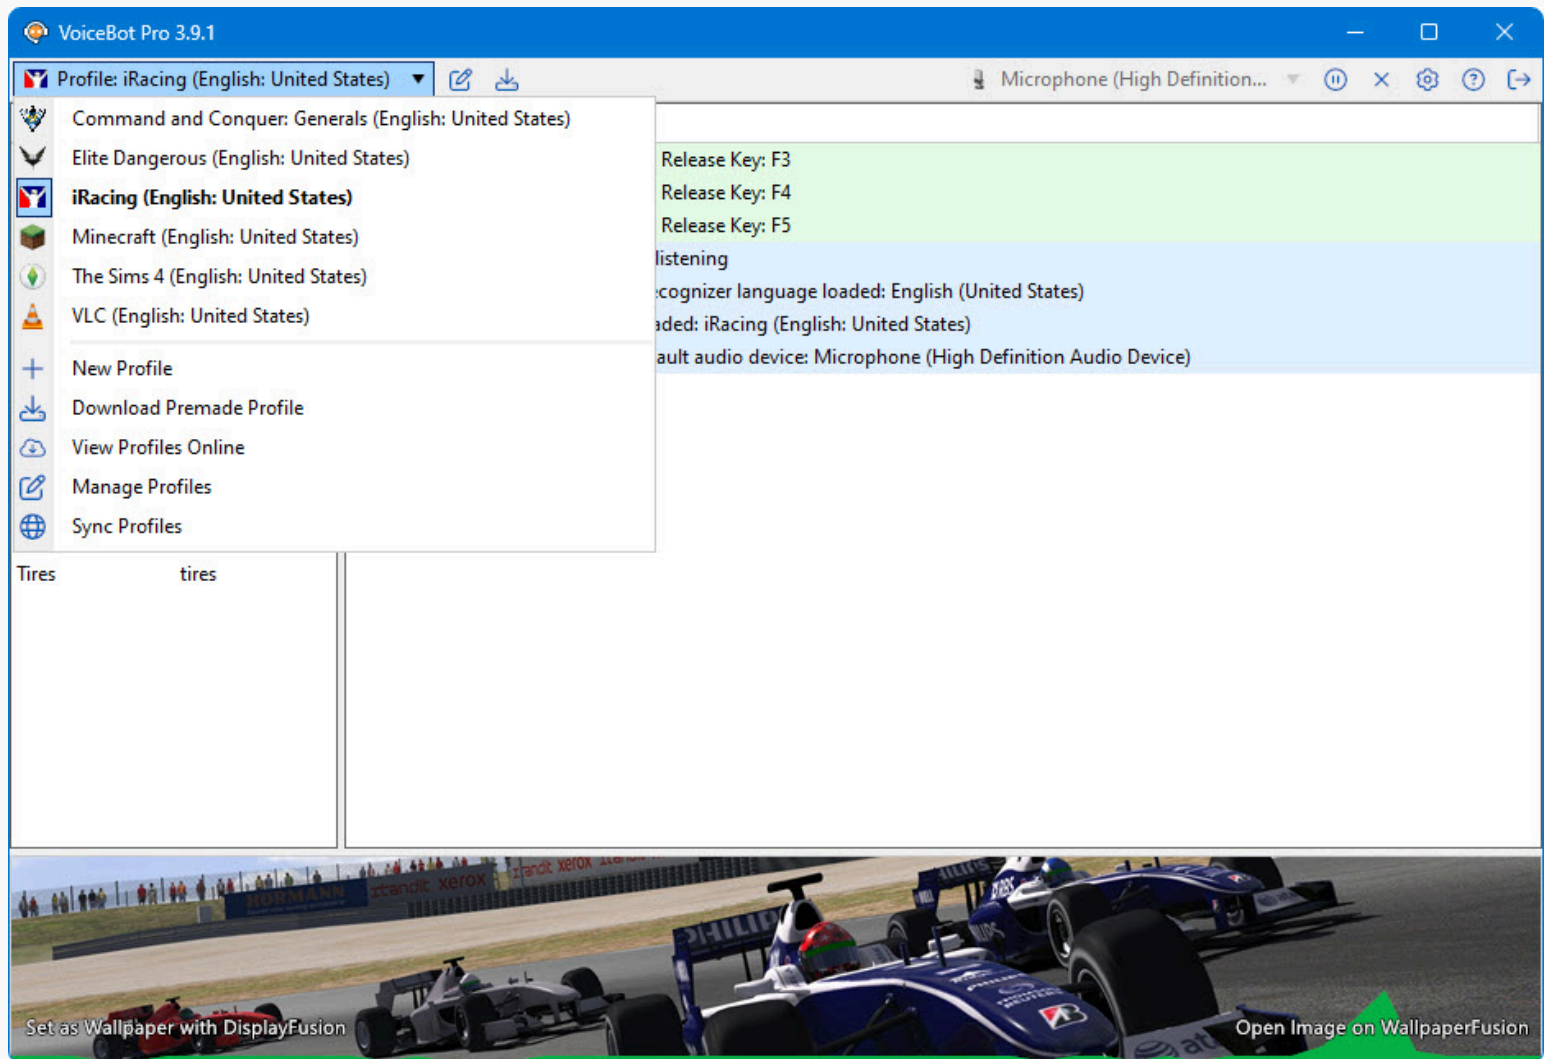 VoiceBot Pro 3.9.1
Profile: iRacing (English: United States)
Microphone (High Definition...
Command and Conquer: Generals (English: United States)
Elite Dangerous (English: United States)
iRacing (English: United States)
Minecraft (English: United States)
The Sims 4 (English: United States)
VLC (English: United States)
New Profile
Download Premade Profile
View Profiles Online
Manage Profiles
Sync Profiles
Release Key: F3
Release Key: F4
Release Key: F5
listening
language loaded: English (United States)
iRacing (English: United States)
audio device: Microphone (High Definition Audio Device)
Tires tires
HORMANN
xerox
xerox
PHILIPS
Set as Wallpaper with DisplayFusion
Open Image on WallpaperFusion